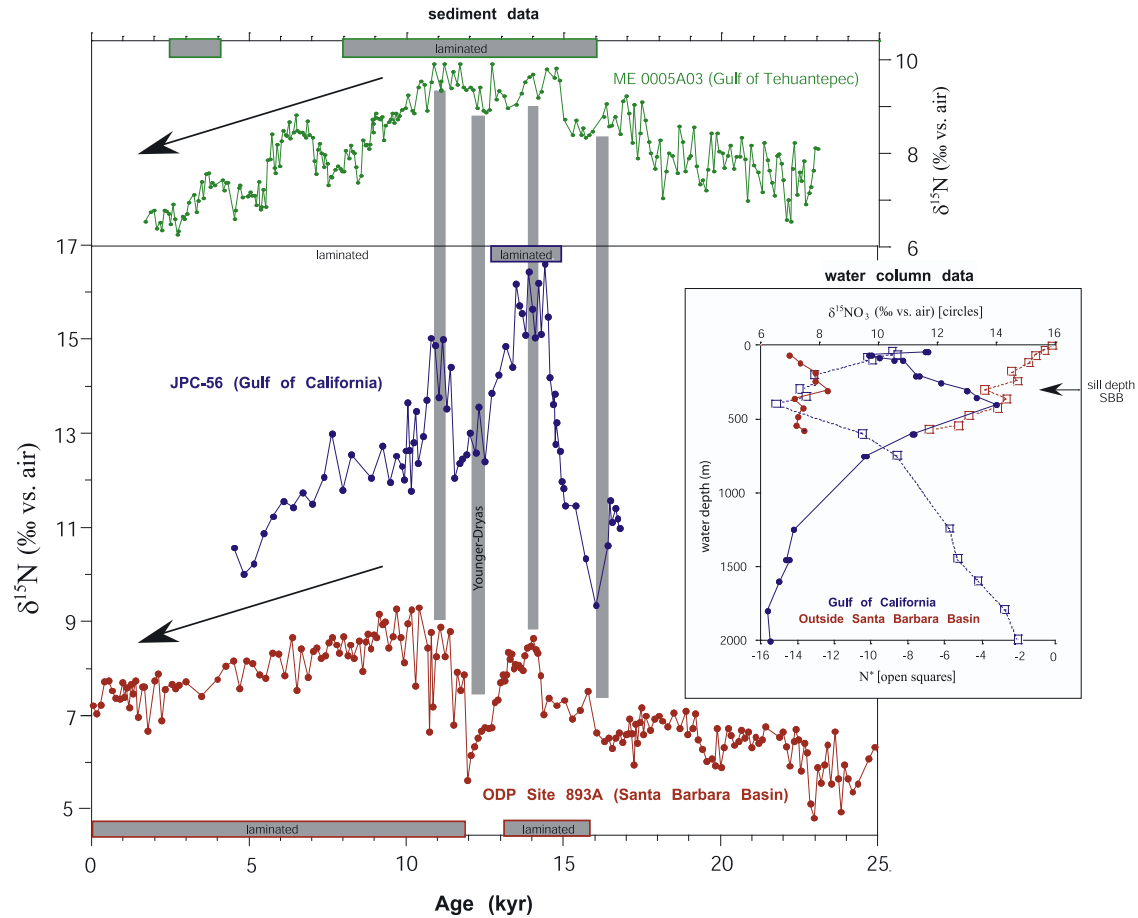 sediment data
laminated
10
ME 0005A03 (Gulf of Tehuantepec)
8
δ¹⁵N (‰ vs. air)
6
17
laminated
laminated
15
JPC-56 (Gulf of California)
13
11
9
7
5
δ¹⁵N (‰ vs. air)
Younger-Dryas
ODP Site 893A (Santa Barbara Basin)
laminated
laminated
0 5 10 15 20 25
Age (kyr)
water column data
δ¹⁵NO₃ (‰ vs. air) [circles]
6 8 10 12 14 16
0
sill depth
SBB
500
1000
1500
2000
water depth (m)
Gulf of California
Outside Santa Barbara Basin
-16 -14 -12 -10 -8 -6 -4 -2 0
N* [open squares]